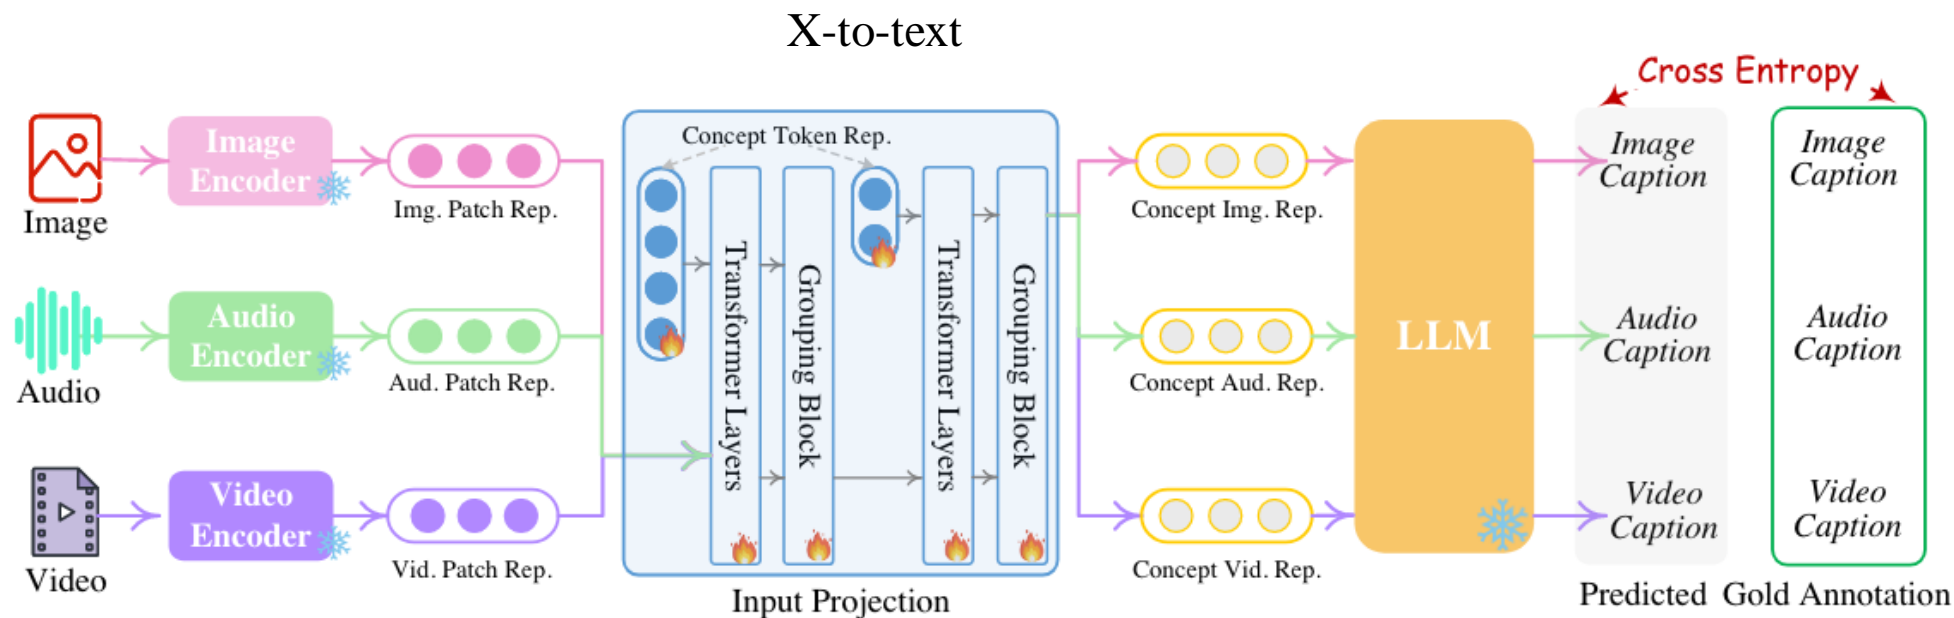 X-to-text
Cross Entropy
Image
Encoder
Image
Img. Patch Rep.
Audio
Encoder
Audio
Aud. Patch Rep.
Video
Encoder
Video
Vid. Patch Rep.
Concept Token Rep.
Transformer Layers
Grouping Block
Transformer Layers
Grouping Block
Input Projection
Concept Img. Rep.
Concept Aud. Rep.
Concept Vid. Rep.
LLM
Image
Caption
Audio
Caption
Video
Caption
Predicted
Image
Caption
Audio
Caption
Video
Caption
Gold Annotation